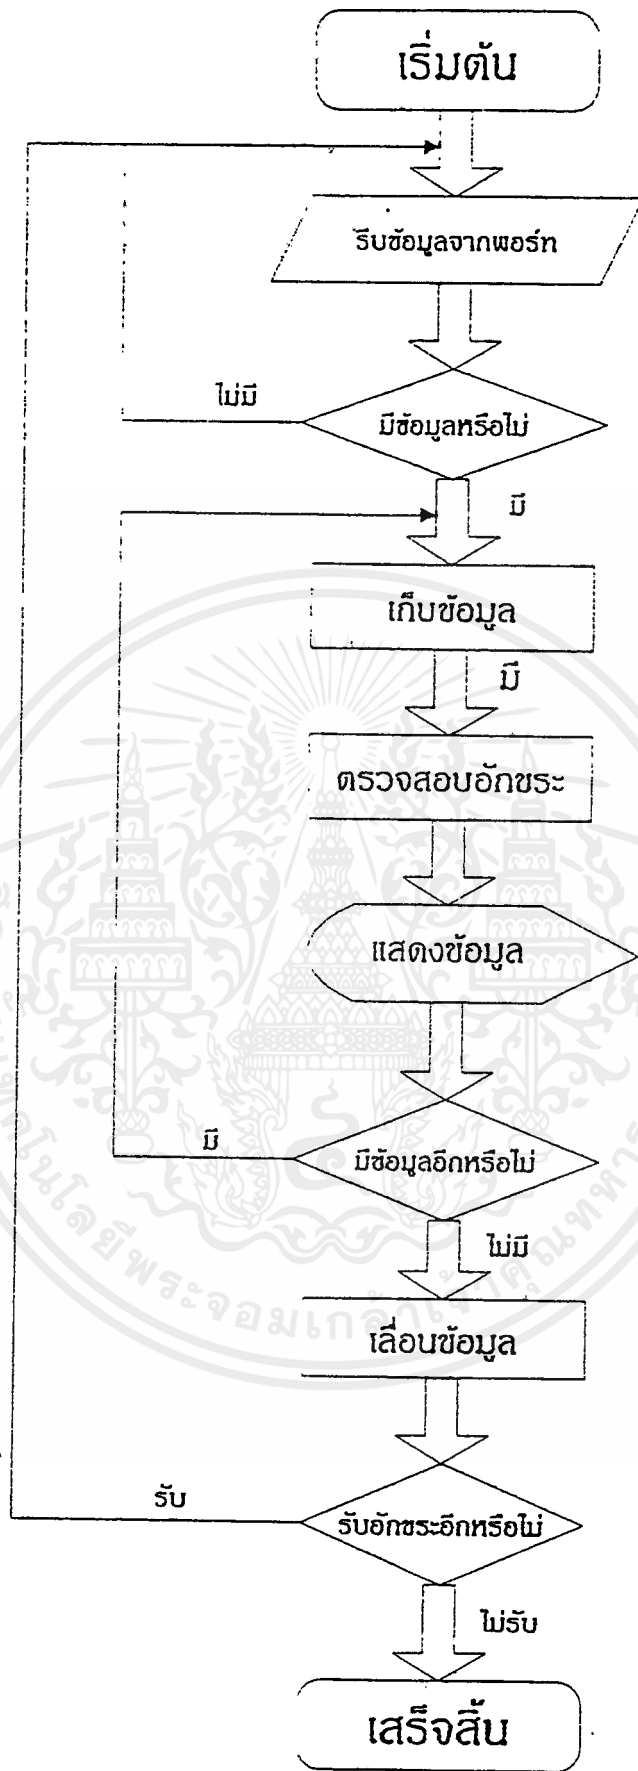 เริ่มต้น
รับข้อมูลจากพอร์ท
ไม่มี
มีข้อมูลหรือไม่
มี
เก็บข้อมูล
มี
ตรวจสอบอักขระ
แสดงข้อมูล
มี
มีข้อมูลอีกหรือไม่
ไม่มี
เลื่อนข้อมูล
รับ
รับอักขระอีกหรือไม่
ไม่รับ
เสร็จสิ้น